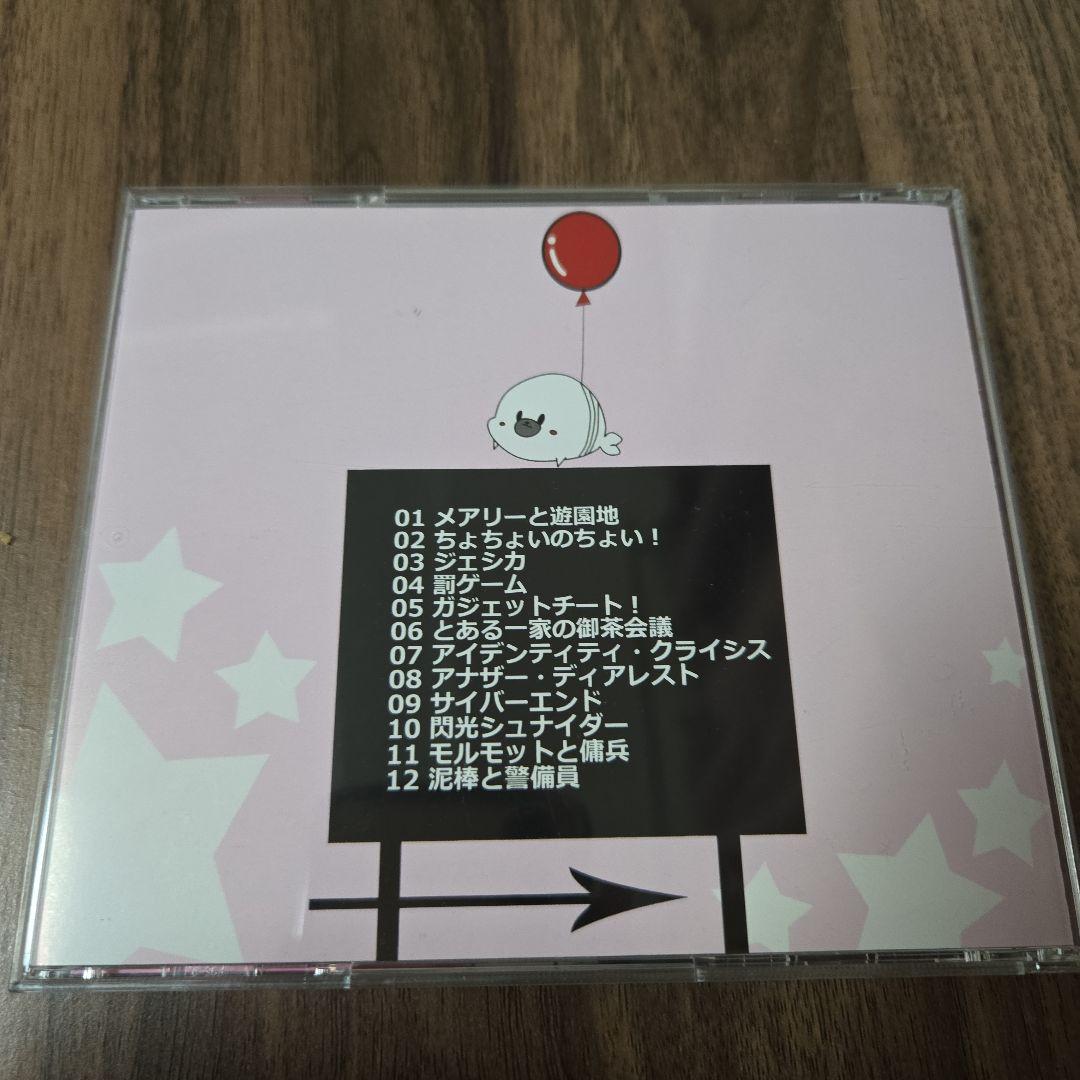 01 メアリーと遊園地
02 ちょちょいのちょい!
03 ジェシカ
04 罰ゲーム
05 ガジェットチート!
06 とある一家の御茶会議
07 アイデンティティ・クライシス
08 アナザー・ディアレスト
09 サイバーエンド
10 閃光シュナイダー
11 モルモットと傭兵
12 泥棒と警備員